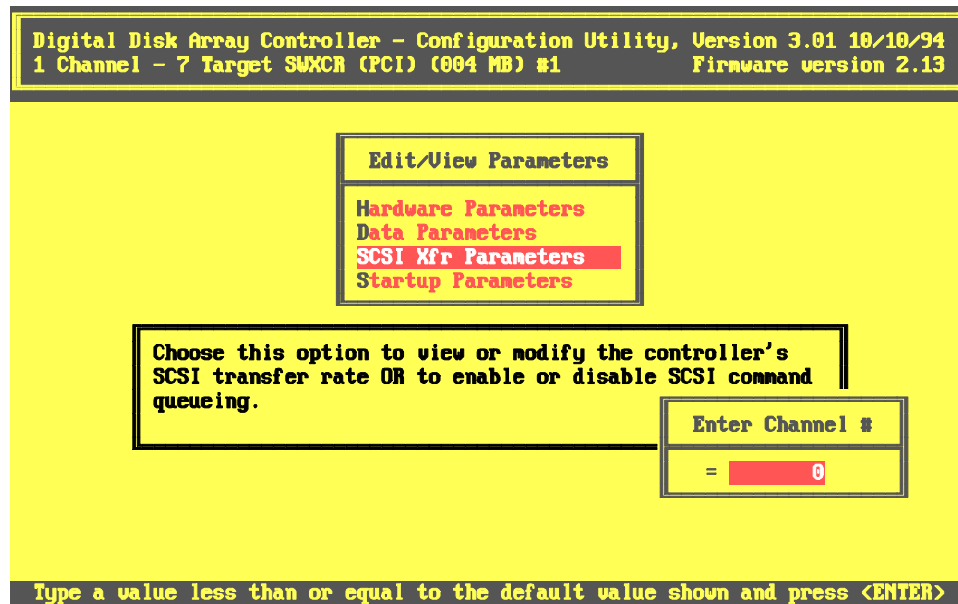 Digital Disk Array Controller – Configuration Utility, Version 3.01 10/10/94
1 Channel – 7 Target SWXCR (PCI) (004 MB) #1 Firmware version 2.13
Edit/View Parameters
Hardware Parameters
Data Parameters
SCSI Xfr Parameters
Startup Parameters
Choose this option to view or modify the controller's
SCSI transfer rate OR to enable or disable SCSI command
queueing.
Enter Channel #
= 0
Type a value less than or equal to the default value shown and press <ENTER>